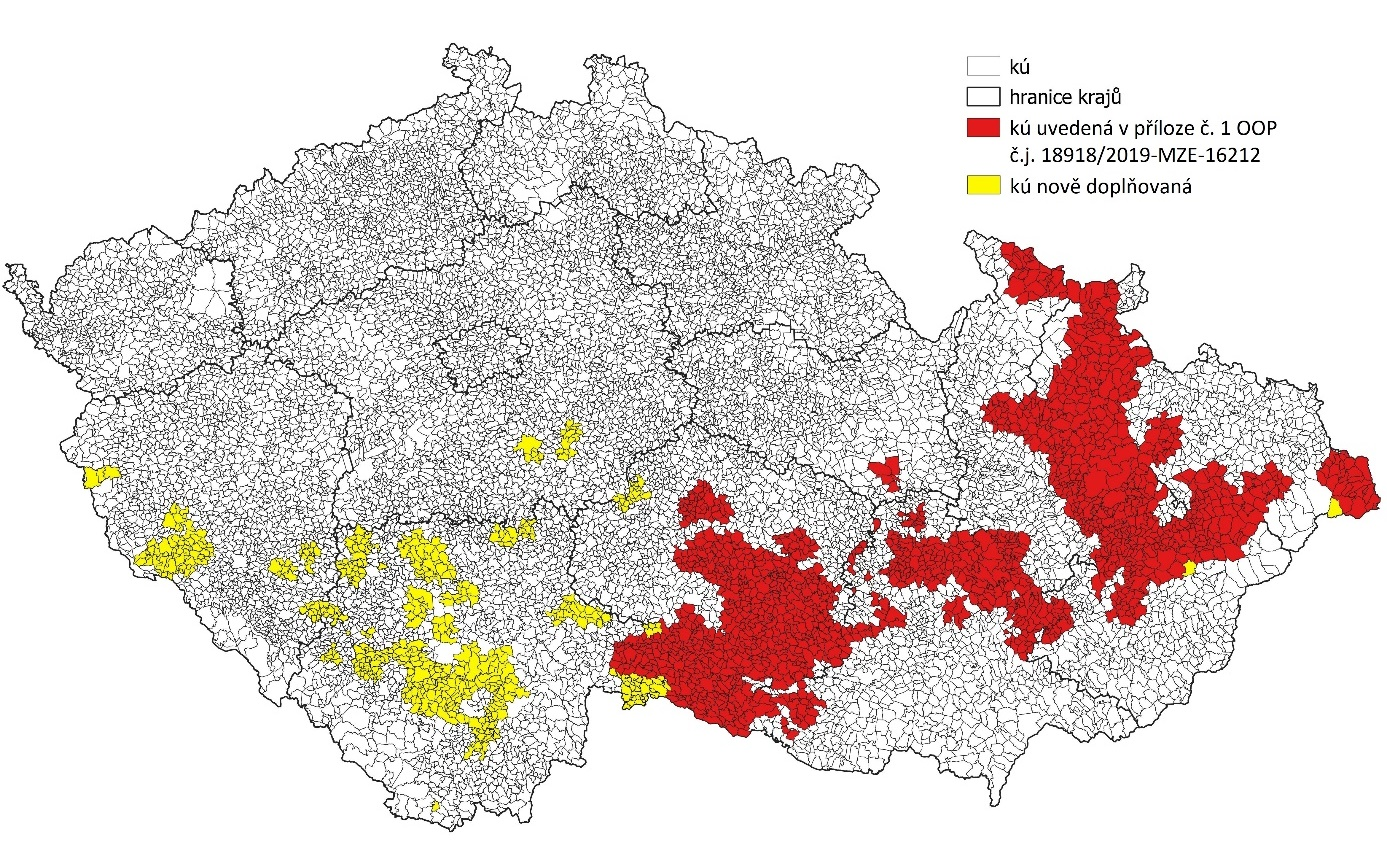 kú
hranice krajů
kú uvedená v příloze č. 1 OOP
č.j. 18918/2019-MZE-16212
kú nově doplňovaná